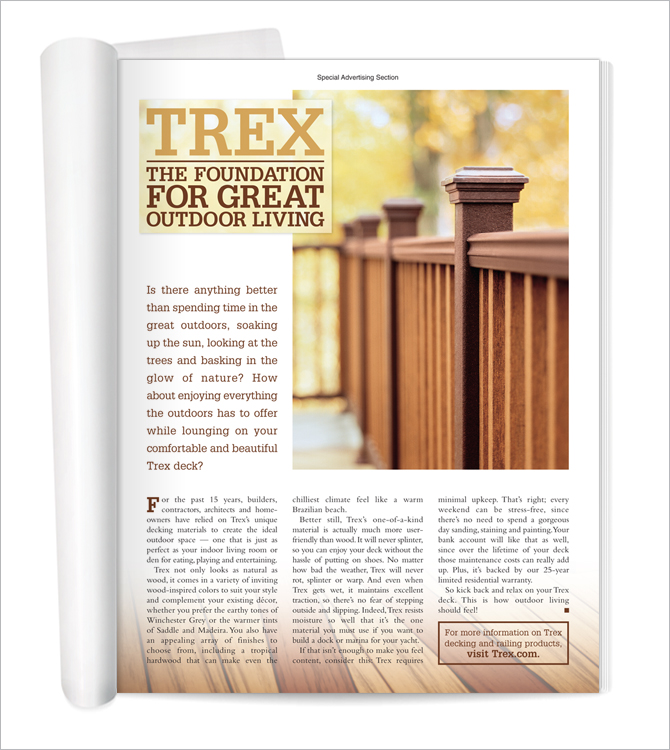 Special Advertising Section
TREX
THE FOUNDATION
FOR GREAT
OUTDOOR LIVING
Is there anything better
than spending time in the
great outdoors, soaking
up the sun, looking at the
trees and basking in the
glow of nature? How
about enjoying everything
the outdoors has to offer
while lounging on your
comfortable and beautiful
Trex deck?
For the past 15 years, builders,
contractors, architects and home-
owners have relied on Trex's unique
decking materials to create the ideal
outdoor space — one that is just as
perfect as your indoor living room or
den for eating, playing and entertaining.
Trex not only looks as natural as
wood, it comes in a variety of inviting
wood-inspired colors to suit your style
and complement your existing décor,
whether you prefer the earthy tones of
Winchester Grey or the warmer tints
of Saddle and Madeira. You also have
an appealing array of finishes to
choose from, including a tropical
hardwood that can make even the
chilliest climate feel like a warm
Brazilian beach.
Better still, Trex's one-of-a-kind
material is actually much more user-
friendly than wood. It will never splinter,
so you can enjoy your deck without the
hassle of putting on shoes. No matter
how bad the weather, Trex will never
rot, splinter or warp. And even when
Trex gets wet, it maintains excellent
traction, so there's no fear of stepping
outside and slipping. Indeed, Trex resists
moisture so well that it's the one
material you must use if you want to
build a dock or marina for your yacht.
If that isn't enough to make you feel
content, consider this: Trex requires
minimal upkeep. That's right; every
weekend can be stress-free, since
there's no need to spend a gorgeous
day sanding, staining and painting. Your
bank account will like that as well,
since over the lifetime of your deck
those maintenance costs can really add
up. Plus, it's backed by our 25-year
limited residential warranty.
So kick back and relax on your Trex
deck. This is how outdoor living
should feel!
For more information on Trex
decking and railing products,
visit Trex.com.